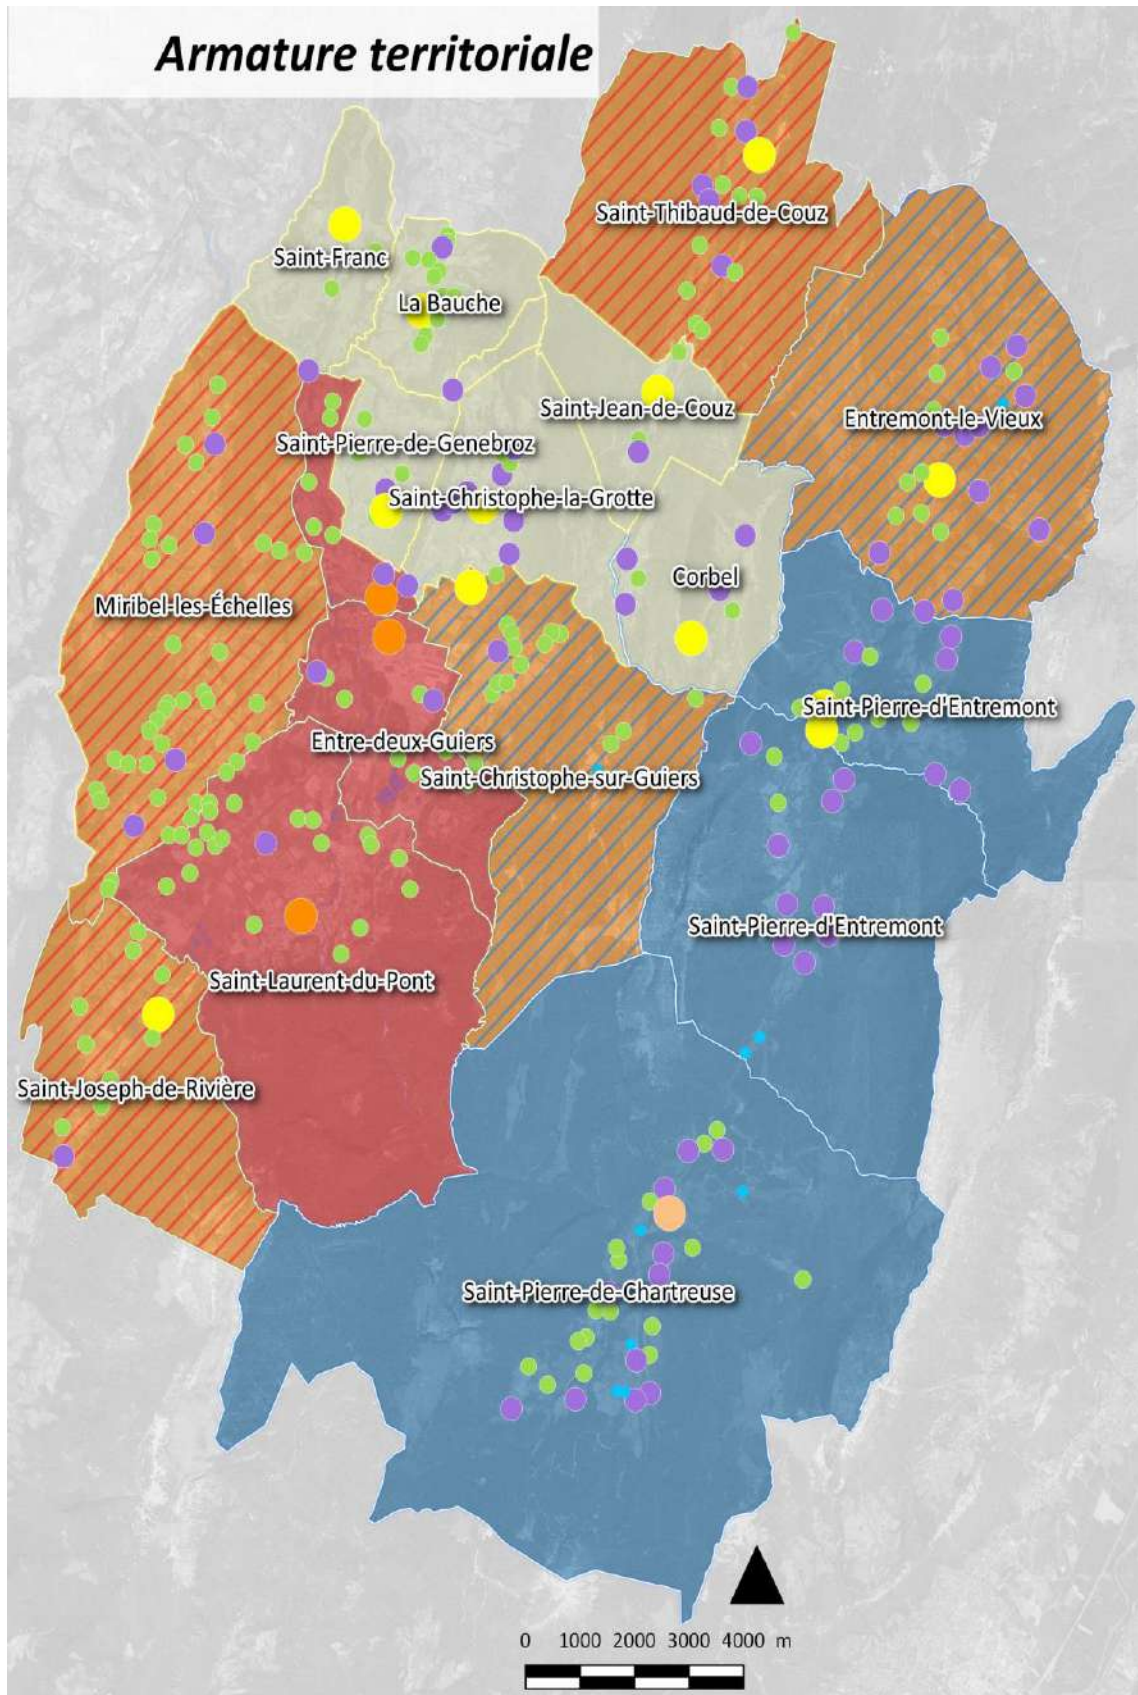 Armature territoriale
Saint-Thibaud-de-Couz
Saint-Franc
La Bauche
Saint-Jean-de-Couz
Entremont-le-Vieux
Saint-Pierre-de-Genebroz
Saint-Christophe-la-Grotte
Corbel
Miribel-les-Échelles
Saint-Pierre-d'Entremont
Entre-deux-Guiers
Saint-Christophe-sur-Guiers
Saint-Pierre-d'Entremont
Saint-Laurent-du-Pont
Saint-Joseph-de-Rivière
Saint-Pierre-de-Chartreuse
0 1000 2000 3000 4000 m